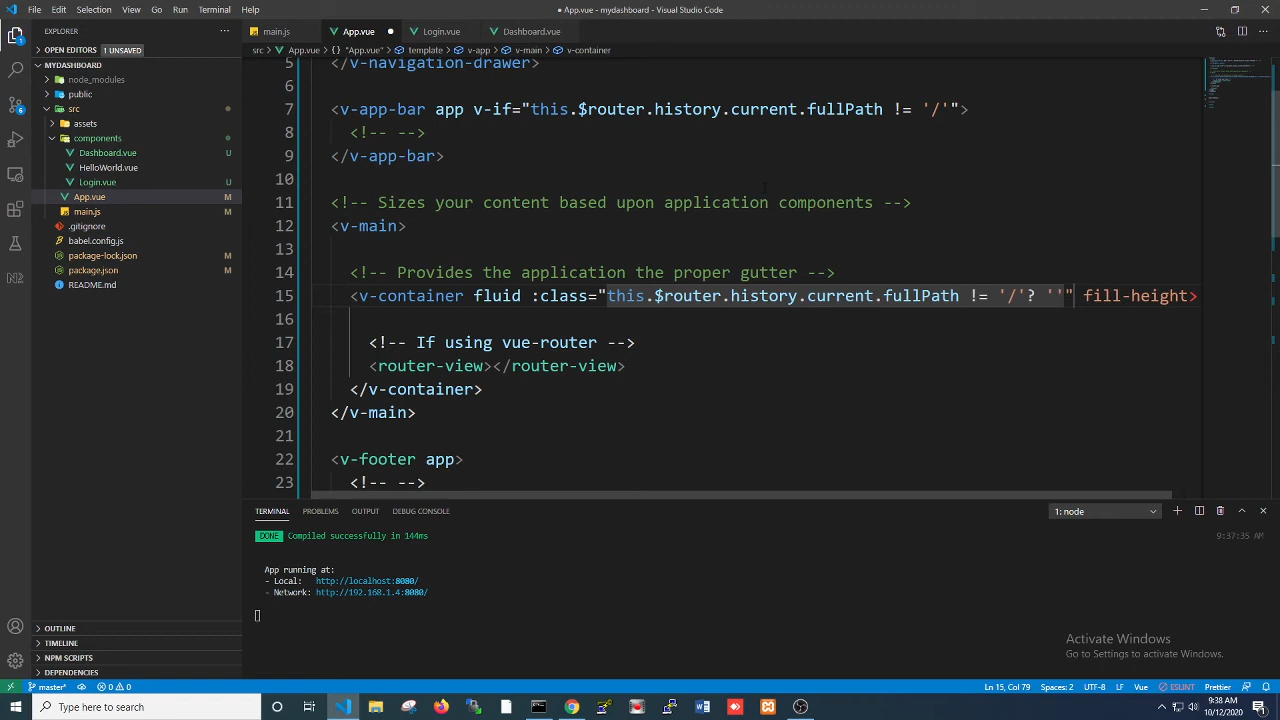 File Edit Selection View Go Run Terminal Help
● App.vue - mydashboard - Visual Studio Code
EXPLORER
main.js
App.vue
Login.vue
Dashboard.vue
OPEN EDITORS 1 UNSAVED
src > App.vue > {} "App.vue" > template > v-app > v-main > v-container
MYDASHBOARD
node_modules
public
src
assets
components
Dashboard.vue U
HelloWorld.vue
Login.vue U
App.vue M
main.js M
.gitignore
babel.config.js
package-lock.json M
package.json M
README.md
OUTLINE
TIMELINE
NPM SCRIPTS
DEPENDENCIES
1
6
N12
5 </v-navigation-drawer>
6
7 <v-app-bar app v-if="this.$router.history.current.fullPath != '/'">
8 <!-- -->
9 </v-app-bar>
10
11 <!-- Sizes your content based upon application components -->
12 <v-main>
13
14 <!-- Provides the application the proper gutter -->
15 <v-container fluid :class="this.$router.history.current.fullPath != '/'? ''" fill-height>
16
17 <!-- If using vue-router -->
18 <router-view></router-view>
19 </v-container>
20 </v-main>
21
22 <v-footer app>
23 <!-- -->
TERMINAL PROBLEMS OUTPUT DEBUG CONSOLE
1: node
DONE Compiled successfully in 144ms 9:37:35 AM
App running at:
- Local: http://localhost:8080/
- Network: http://192.168.1.4:8080/
Activate Windows
Go to Settings to activate Windows.
master* 0 0
Ln 15, Col 79 Spaces: 2 UTF-8 LF Vue ESLINT Prettier
Type here to search
9:38 AM
10/12/2020